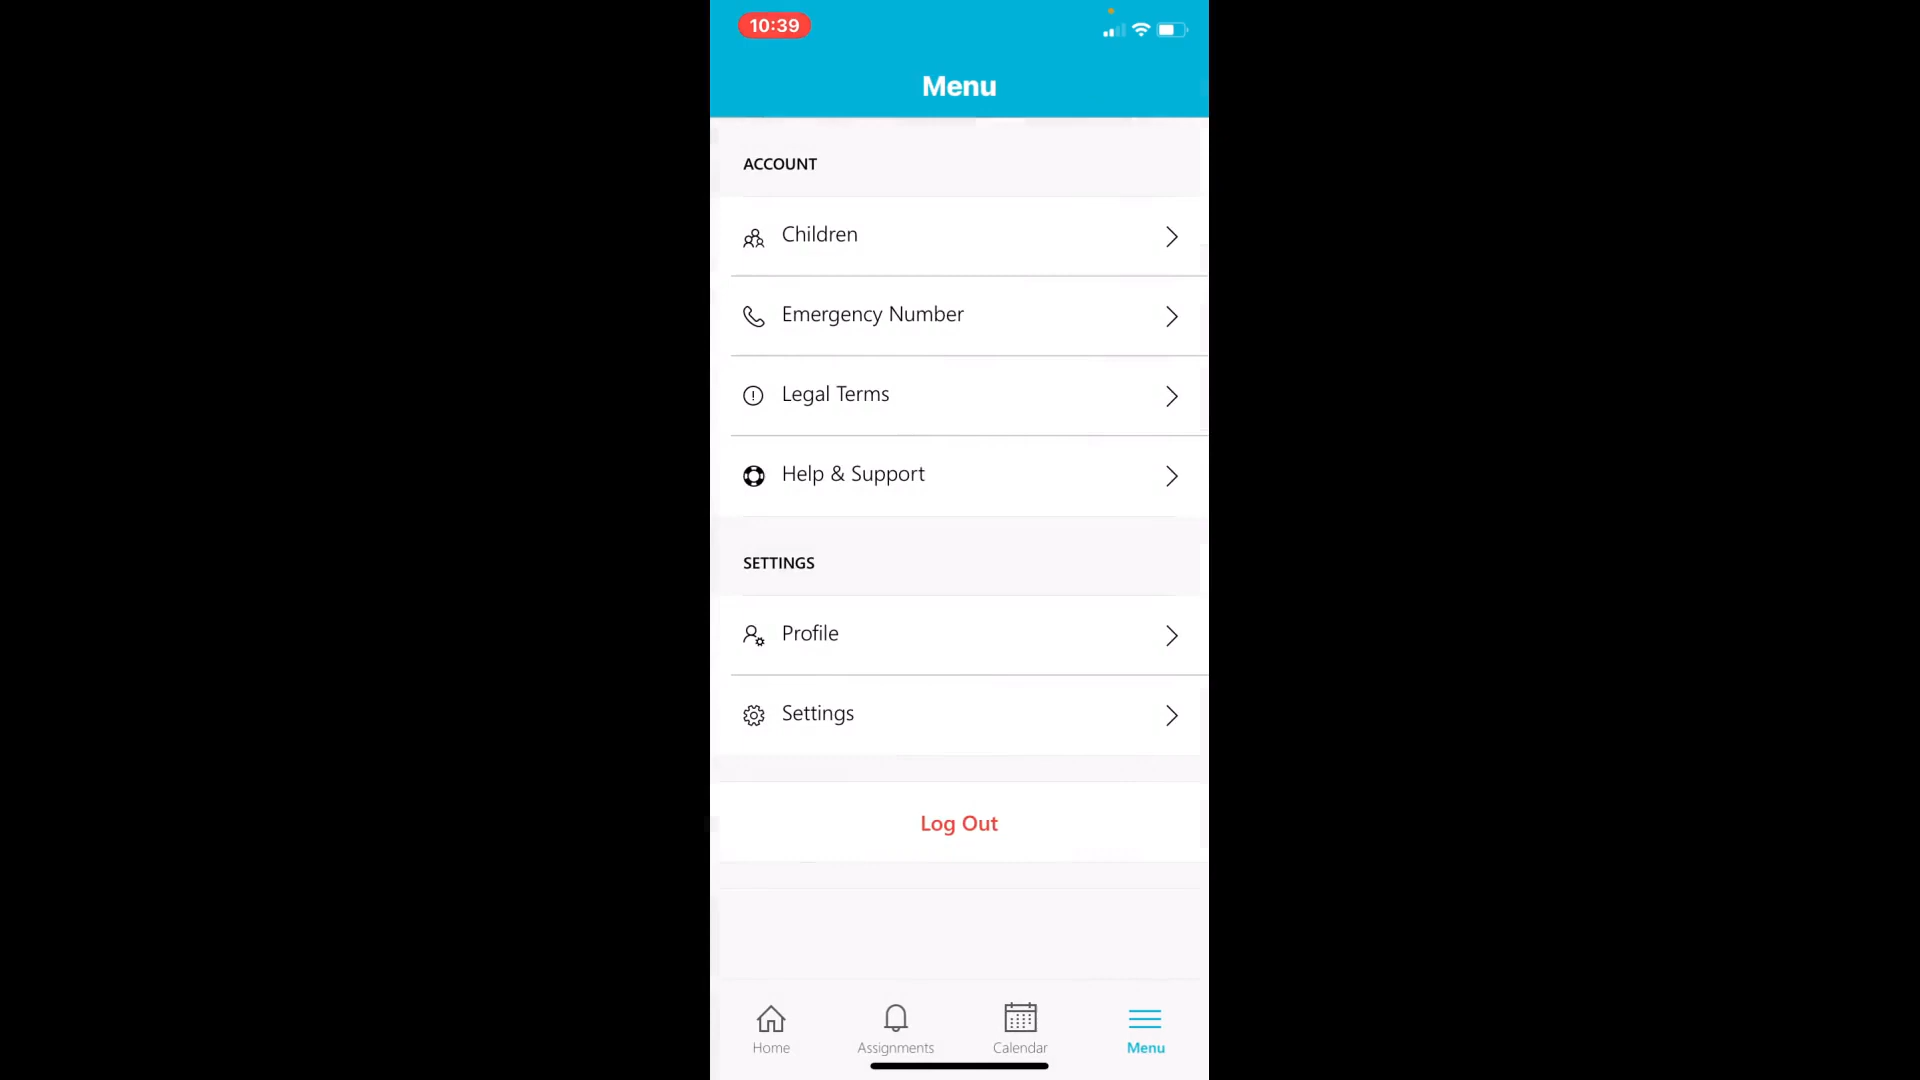 10:39
Menu
ACCOUNT
Children
Emergency Number
Legal Terms
Help & Support
SETTINGS
Profile
Settings
Log Out
Home
Assignments
Calendar
Menu